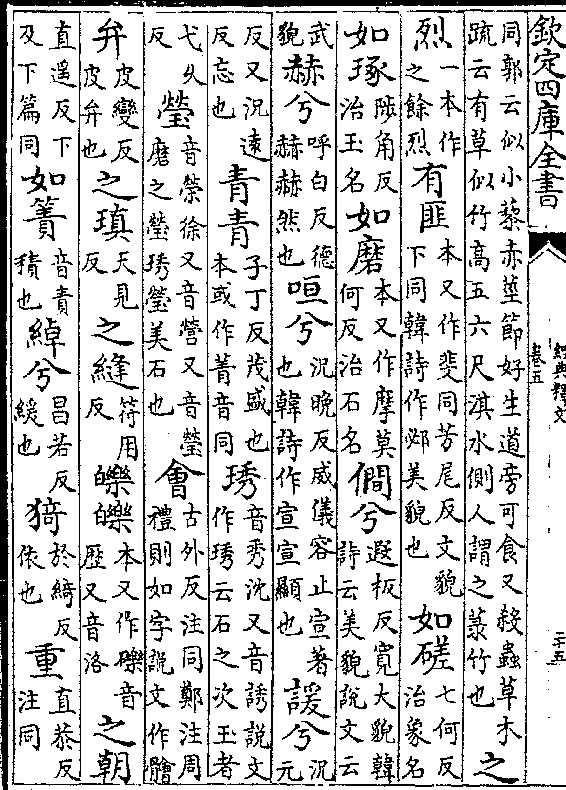 欽定四庫全書
經典釋文
卷五
二十五
同郭云似小藜赤莖節好生道旁可食又殺蟲草木疏云有草似竹高五六尺淇水側人謂之菉竹也之
烈一本作之餘烈有匪本又作斐同芳尾反文貌下同韓詩作邲美貌也如磋七何反治象名
如琢陟角反治玉名如磨本又作摩莫何反治石名僩兮遐板反寬大貌韓詩云美貌說文云
武貌赫兮呼白反德赫赫然也咺兮况晚反威儀容止宣著也韓詩作宣宣顯也諼兮况元
反又況遠反忘也青青子丁反茂盛也本或作菁音同琇音秀沈又音誘說文作琇云石之次玉者
弋久反瑩音榮徐又音營又音瑩磨之瑩琇瑩美石也會古外反注同鄭注周禮則如字說文作䯤
弁皮變反皮弁也之瑱天見反之縫符用反皪皪本又作礫音歷又音洛之朝
直遥反下及下篇同如簀音責積也綽兮昌若反緩也猗於綺反依也重直恭反注同